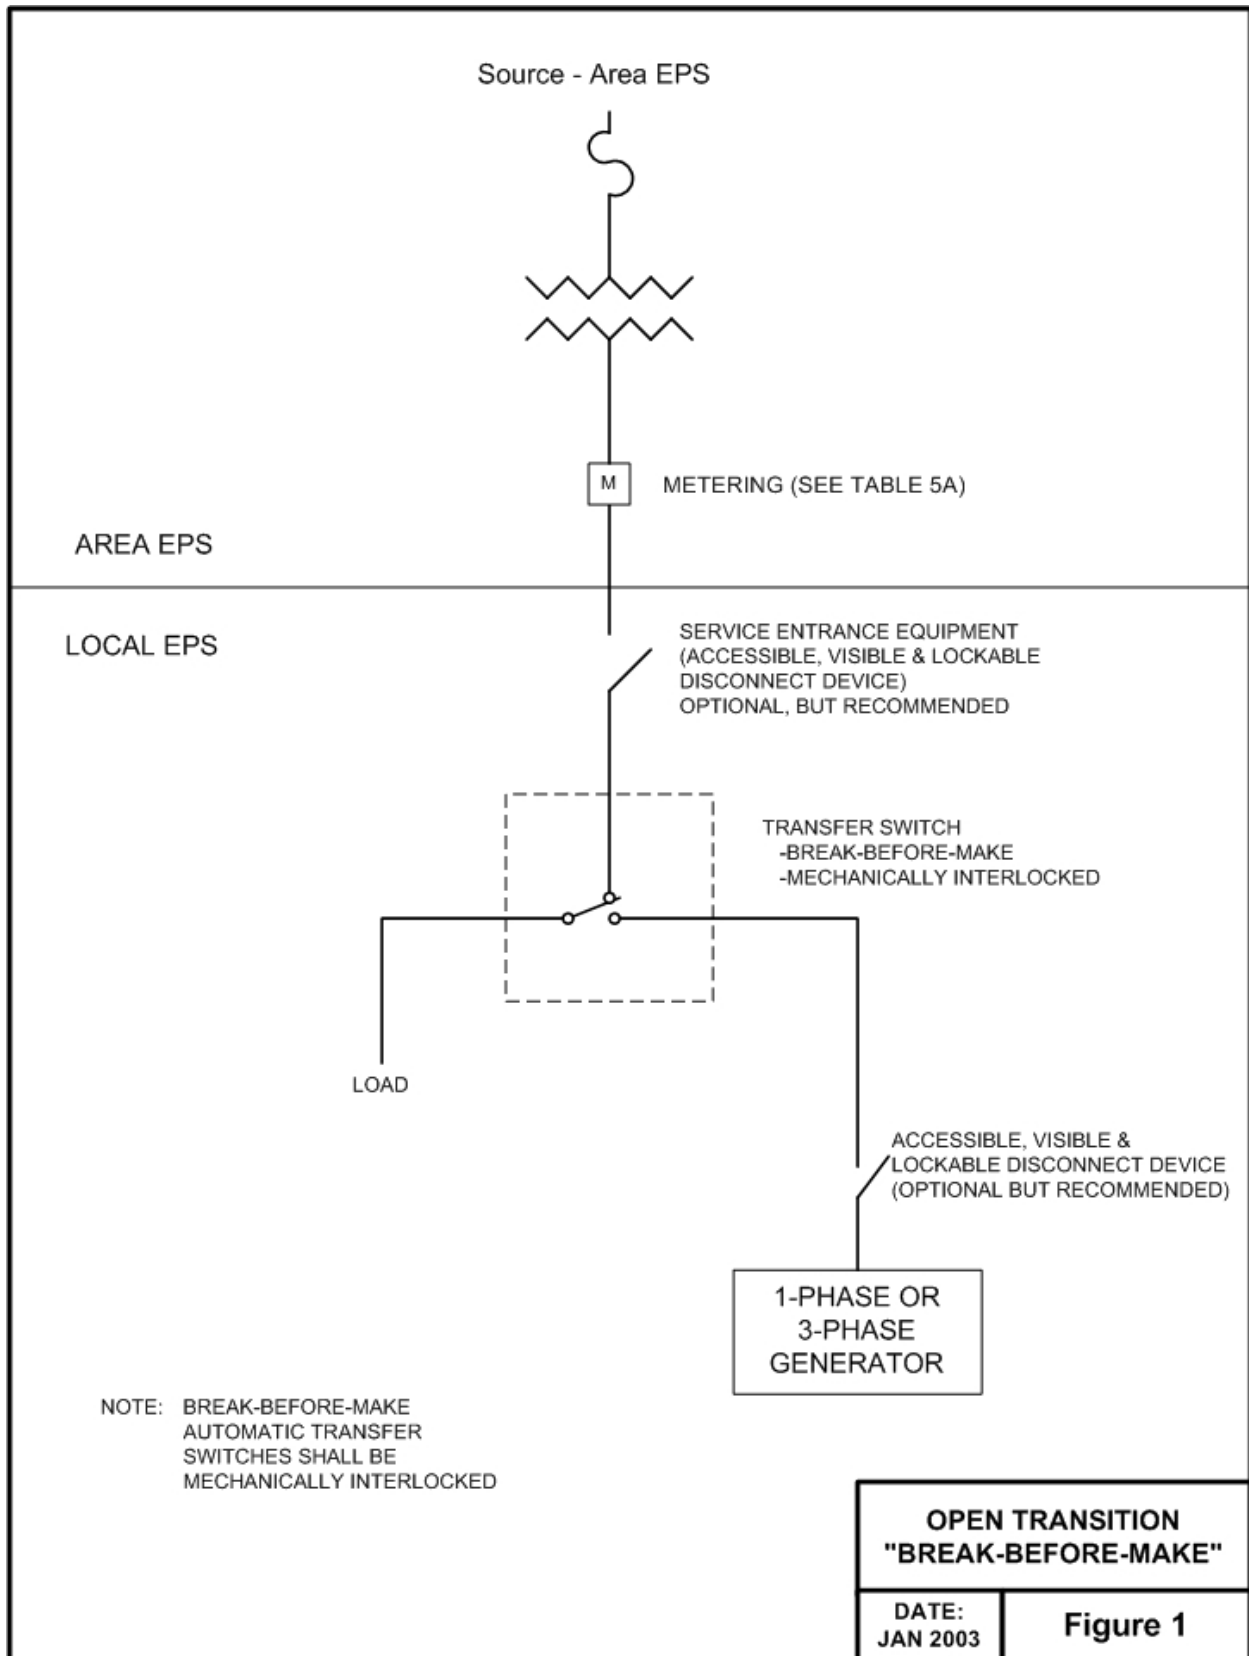 Source - Area EPS
M
METERING (SEE TABLE 5A)
AREA EPS
LOCAL EPS
SERVICE ENTRANCE EQUIPMENT
(ACCESSIBLE, VISIBLE & LOCKABLE
DISCONNECT DEVICE)
OPTIONAL, BUT RECOMMENDED
TRANSFER SWITCH
-BREAK-BEFORE-MAKE
-MECHANICALLY INTERLOCKED
LOAD
ACCESSIBLE, VISIBLE &
LOCKABLE DISCONNECT DEVICE
(OPTIONAL BUT RECOMMENDED)
1-PHASE OR
3-PHASE
GENERATOR
NOTE: BREAK-BEFORE-MAKE
AUTOMATIC TRANSFER
SWITCHES SHALL BE
MECHANICALLY INTERLOCKED
OPEN TRANSITION
"BREAK-BEFORE-MAKE"
DATE:
JAN 2003
Figure 1